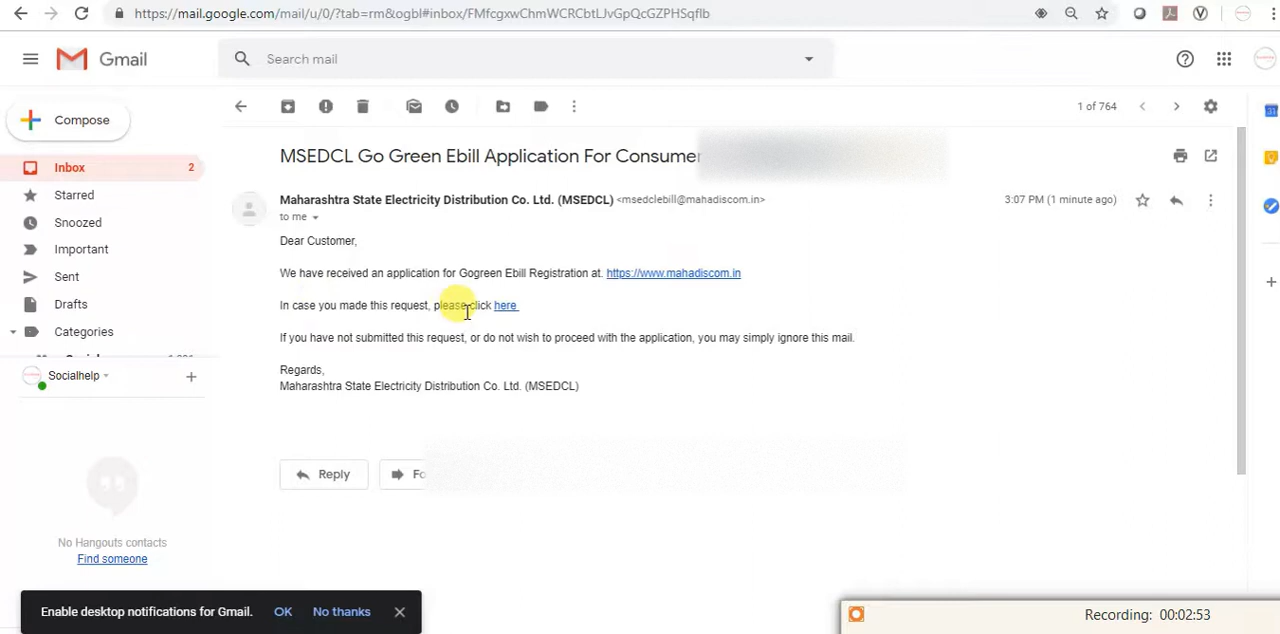 https://mail.google.com/mail/u/0/?tab=rm&ogbl#inbox/FMfcgxwChmWCRCbtLJvGpQcGZPHSqflb
Gmail
Search mail
Compose
1 of 764
Inbox 2
Starred
Snoozed
Important
Sent
Drafts
Categories
Socialhelp
No Hangouts contacts
Find someone
MSEDCL Go Green Ebill Application For Consumer
Maharashtra State Electricity Distribution Co. Ltd. (MSEDCL) <msedclebill@mahadiscom.in>
3:07 PM (1 minute ago)
to me
Dear Customer,
We have received an application for Gogreen Ebill Registration at. https://www.mahadiscom.in
In case you made this request, please click here
If you have not submitted this request, or do not wish to proceed with the application, you may simply ignore this mail.
Regards,
Maharashtra State Electricity Distribution Co. Ltd. (MSEDCL)
Reply
Fo
Enable desktop notifications for Gmail. OK No thanks
Recording: 00:02:53